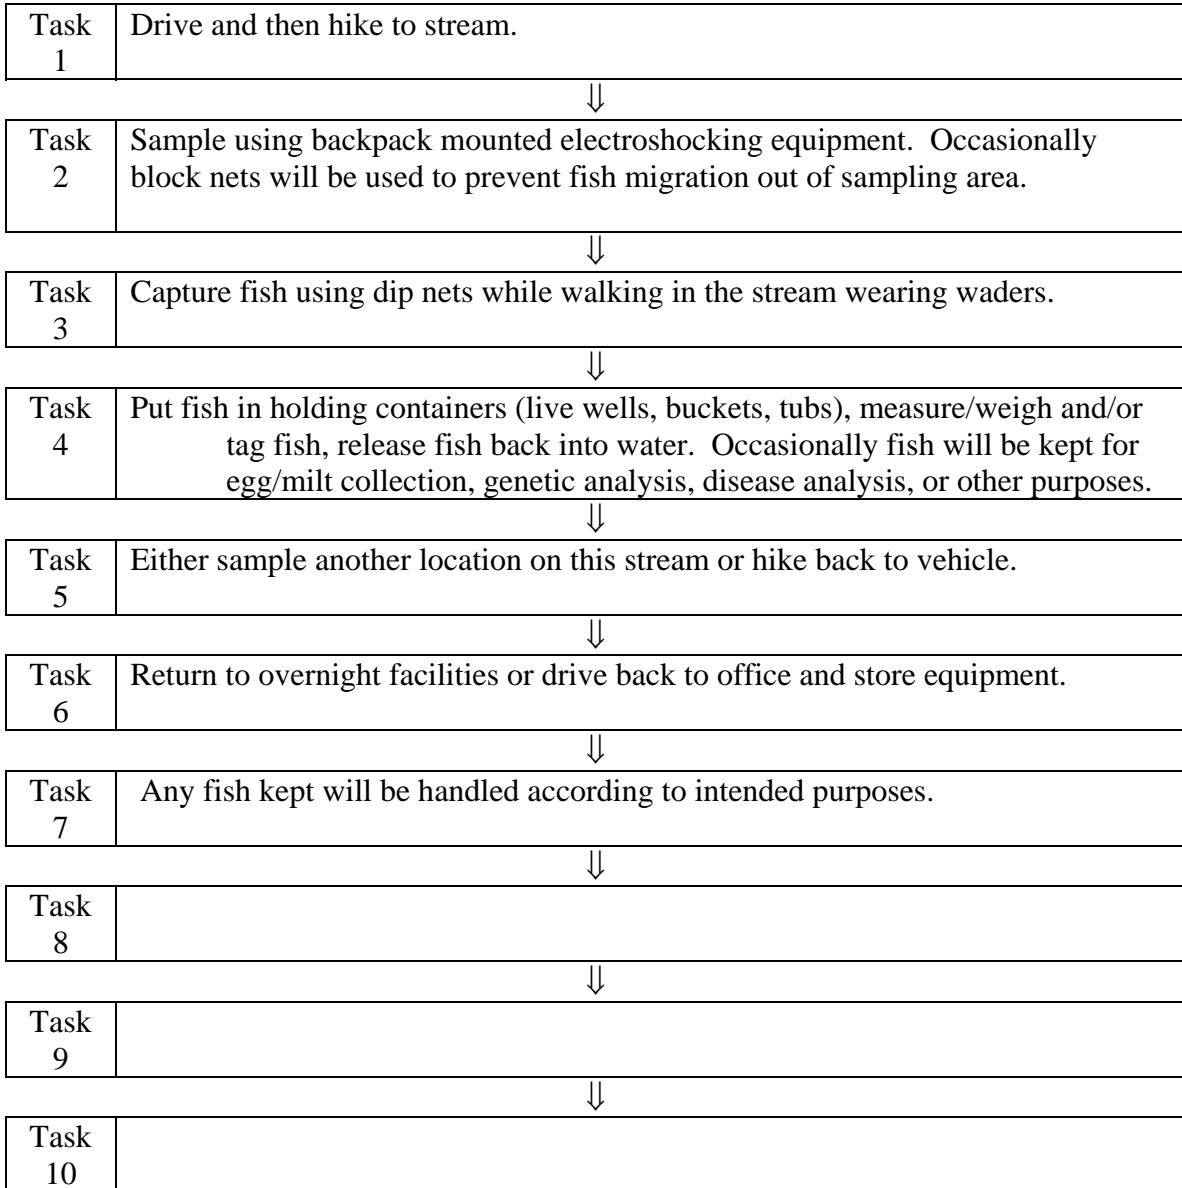 Task Drive and then hike to stream.
1
⇓
Task Sample using backpack mounted electroshocking equipment.  Occasionally
2 block nets will be used to prevent fish migration out of sampling area.
⇓
Task Capture fish using dip nets while walking in the stream wearing waders.
3
⇓
Task Put fish in holding containers (live wells, buckets, tubs), measure/weigh and/or
4 tag fish, release fish back into water.  Occasionally fish will be kept for
egg/milt collection, genetic analysis, disease analysis, or other purposes.
⇓
Task Either sample another location on this stream or hike back to vehicle.
5
⇓
Task Return to overnight facilities or drive back to office and store equipment.
6
⇓
Task Any fish kept will be handled according to intended purposes.
7
⇓
Task
8
⇓
Task
9
⇓
Task
10